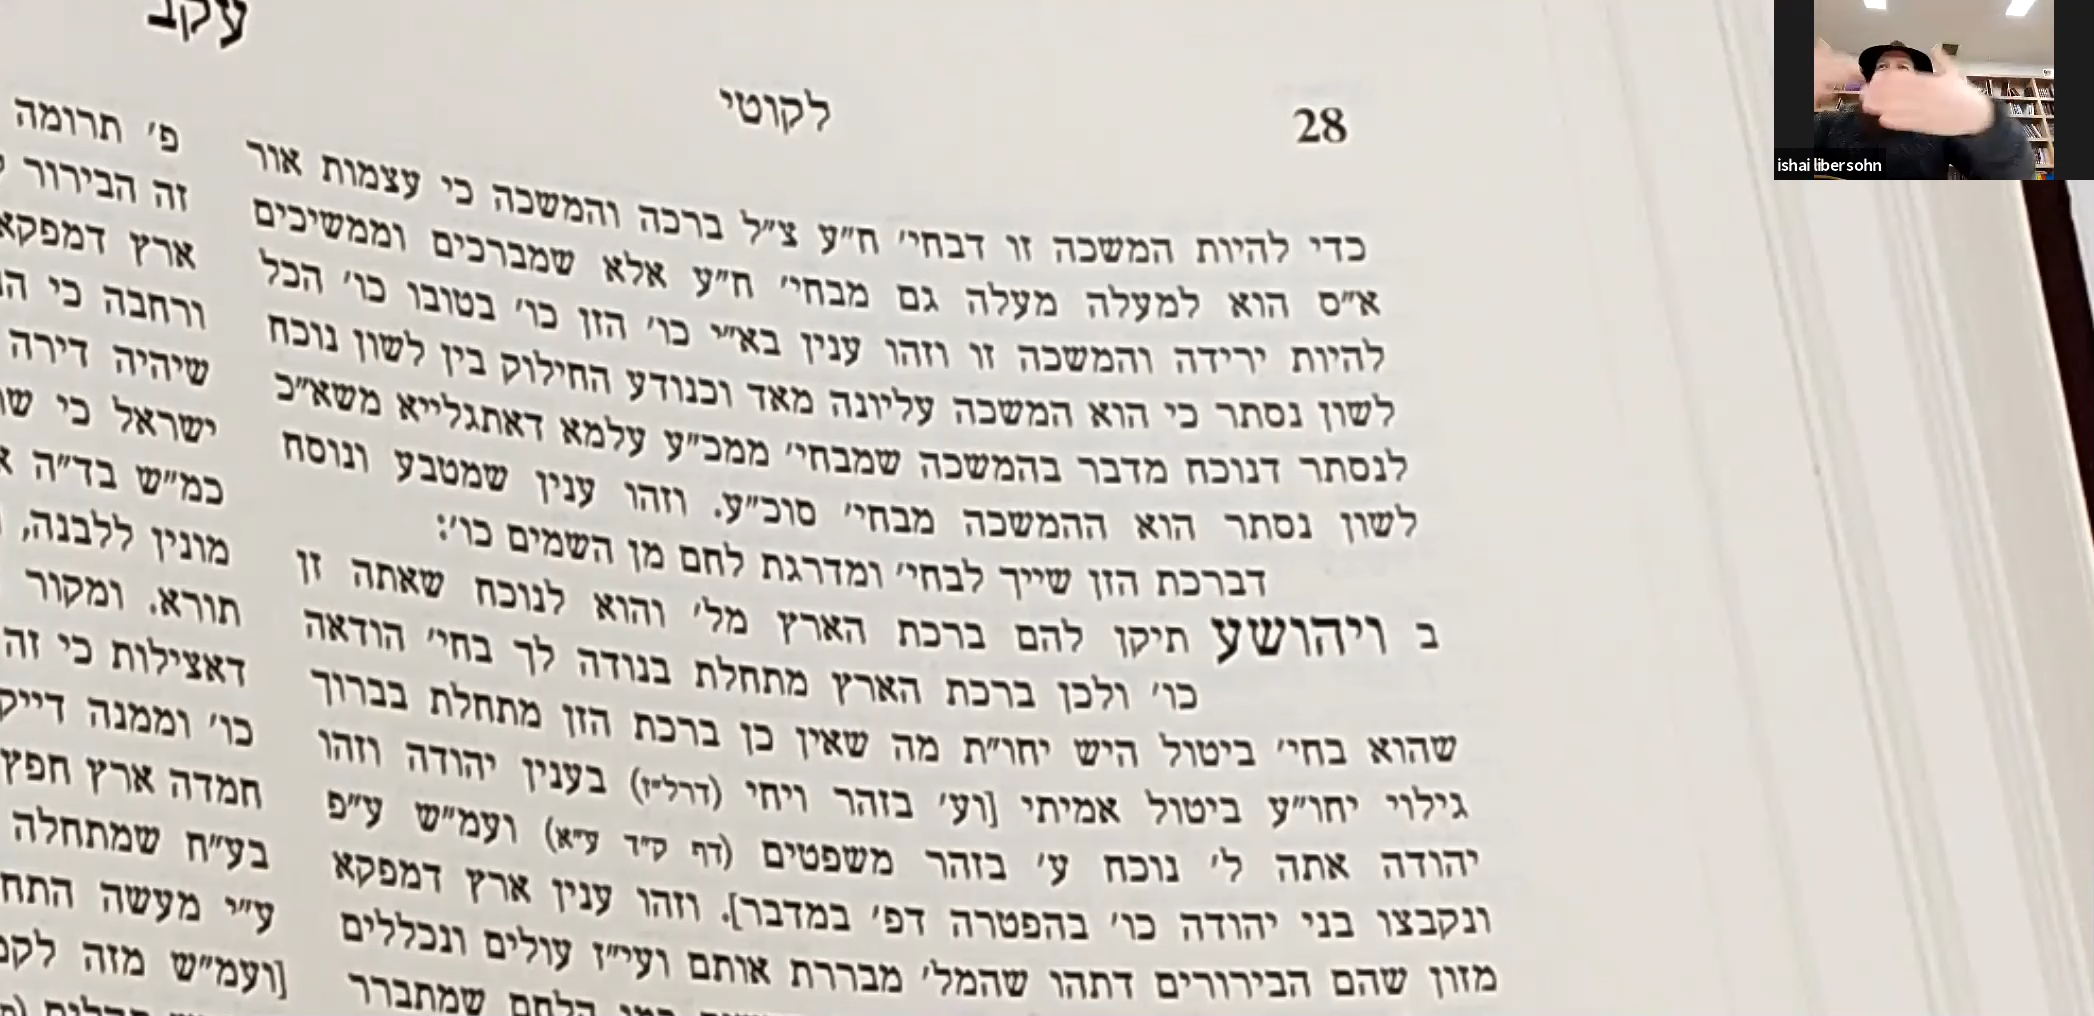 עקב
28
לקוטי
כדי להיות המשכה זו דבחי׳ ח״ע צ״ל ברכה והמשכה כי עצמות אור
א״ס הוא למעלה מעלה גם מבחי׳ ח״ע אלא שמברכים וממשיכים
להיות ירידה והמשכה זו וזהו ענין בא״י כו׳ הזן כו׳ בטובו כו׳ הכל
לשון נסתר כי הוא המשכה עליונה מאד וכנודע החילוק בין לשון נוכח
לנסתר דנוכח מדבר בהמשכה שמבחי׳ ממכ״ע עלמא דאתגלייא משא״כ
לשון נסתר הוא ההמשכה מבחי׳ סוכ״ע. וזהו ענין שמטבע ונוסח
דברכת הזן שייך לבחי׳ ומדרגת לחם מן השמים כו׳:
ב ויהושע תיקן להם ברכת הארץ מל׳ והוא לנוכח שאתה זן
כו׳ ולכן ברכת הארץ מתחלת בנודה לך בחי׳ הודאה
שהוא בחי׳ ביטול היש יחו״ת מה שאין כן ברכת הזן מתחלת בברוך
גילוי יחו״ע ביטול אמיתי [וע׳ בזהר ויחי (דרל״ז) בענין יהודה וזהו
יהודה אתה ל׳ נוכח ע׳ בזהר משפטים (דף ק״ד ע״א) ועמ״ש ע״פ
ונקבצו בני יהודה כו׳ בהפטרה דפ׳ במדבר]. וזהו ענין ארץ דמפקא
מזון שהם הבירורים דתהו שהמל׳ מבררת אותם ועי״ז עולים ונכללים
הלחם שמתברר
פ׳ תרומה
זה הבירור
ארץ דמפקא
ורחבה כי
שיהיה דירה
ישראל כי
כמ״ש בד״ה
מונין ללבנה,
תורא. ומקור
דאצילות כי זה
כו׳ וממנה
חמדה ארץ חפץ
בע״ח שמתחלה
ע״י מעשה
[ועמ״ש מזה
ishai libersohn